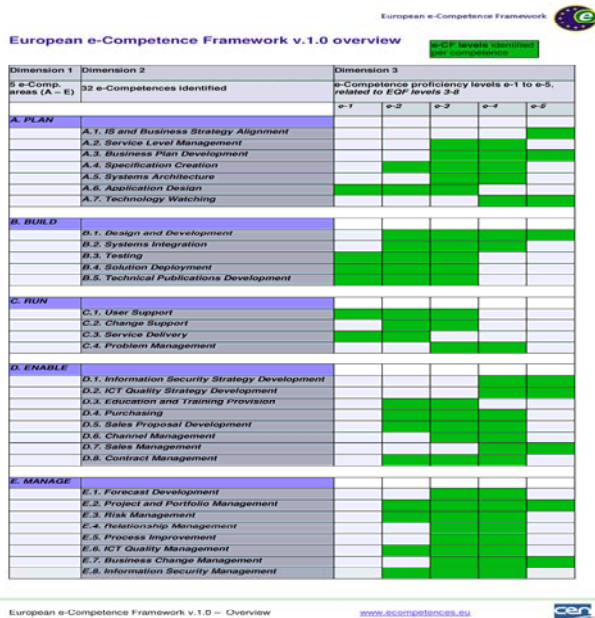 European e-Competence Framework
e
European e-Competence Framework v.1.0 overview
e-CF levels identified
per competence
Dimension 1 Dimension 2 Dimension 3
5 e-Comp. areas (A – E) 32 e-Competences identified e-Competence proficiency levels e-1 to e-5, related to EQF levels 3-8
e-1 e-2 e-3 e-4 e-5
A. PLAN
A.1. IS and Business Strategy Alignment
A.2. Service Level Management
A.3. Business Plan Development
A.4. Specification Creation
A.5. Systems Architecture
A.6. Application Design
A.7. Technology Watching
B. BUILD
B.1. Design and Development
B.2. Systems Integration
B.3. Testing
B.4. Solution Deployment
B.5. Technical Publications Development
C. RUN
C.1. User Support
C.2. Change Support
C.3. Service Delivery
C.4. Problem Management
D. ENABLE
D.1. Information Security Strategy Development
D.2. ICT Quality Strategy Development
D.3. Education and Training Provision
D.4. Purchasing
D.5. Sales Proposal Development
D.6. Channel Management
D.7. Sales Management
D.8. Contract Management
E. MANAGE
E.1. Forecast Development
E.2. Project and Portfolio Management
E.3. Risk Management
E.4. Relationship Management
E.5. Process Improvement
E.6. ICT Quality Management
E.7. Business Change Management
E.8. Information Security Management
European e-Competence Framework v.1.0 – Overview www.ecompetences.eu cen